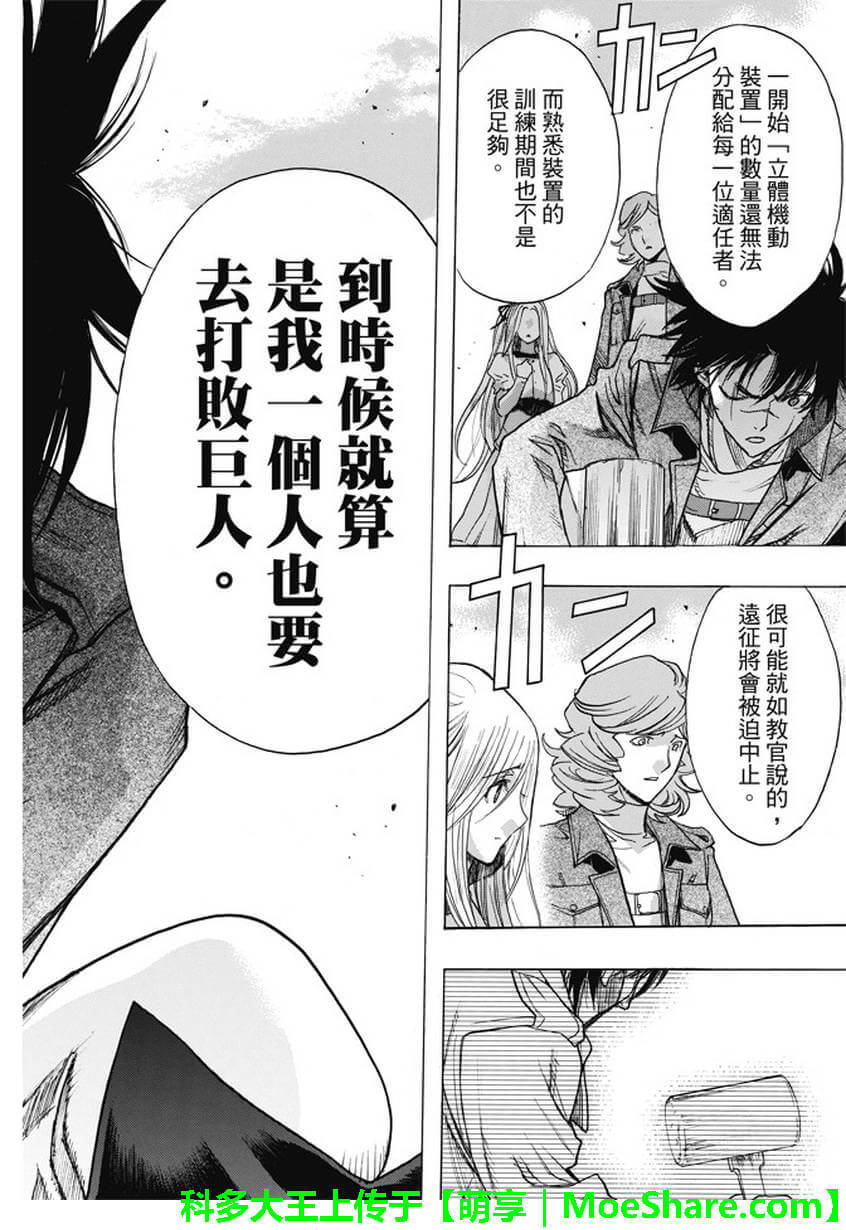 カン
一開始「立體機動
裝置」的數量還無法
分配給每一位適任者。
而熟悉裝置的
訓練期間也不是
很足夠。
カン
很可能就如教官說的，
遠征將會被迫中止。
到時候就算
是我一個人也要
去打敗巨人。
科多大王上传于【萌享｜MoeShare.com】